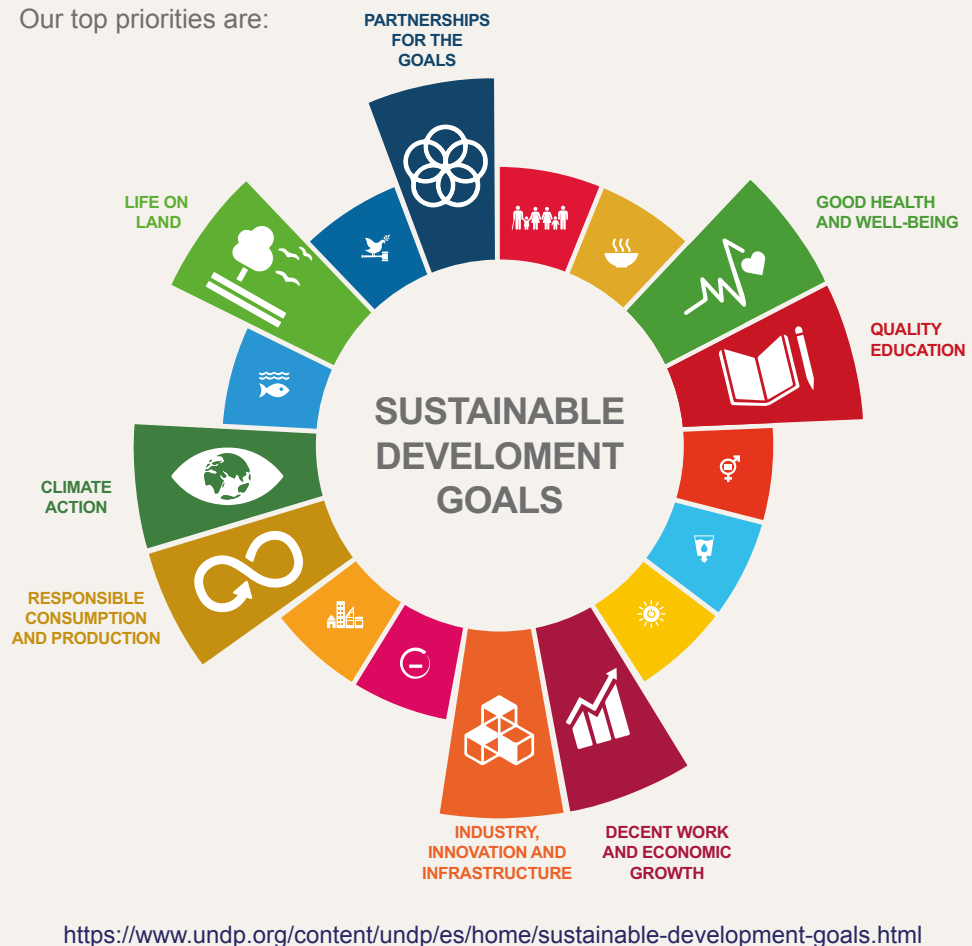 Our top priorities are:
PARTNERSHIPS
FOR THE
GOALS
LIFE ON
LAND
GOOD HEALTH
AND WELL-BEING
QUALITY
EDUCATION
SUSTAINABLE
DEVELOMENT
GOALS
CLIMATE
ACTION
RESPONSIBLE
CONSUMPTION
AND PRODUCTION
INDUSTRY,
INNOVATION AND
INFRASTRUCTURE
DECENT WORK
AND ECONOMIC
GROWTH
https://www.undp.org/content/undp/es/home/sustainable-development-goals.html